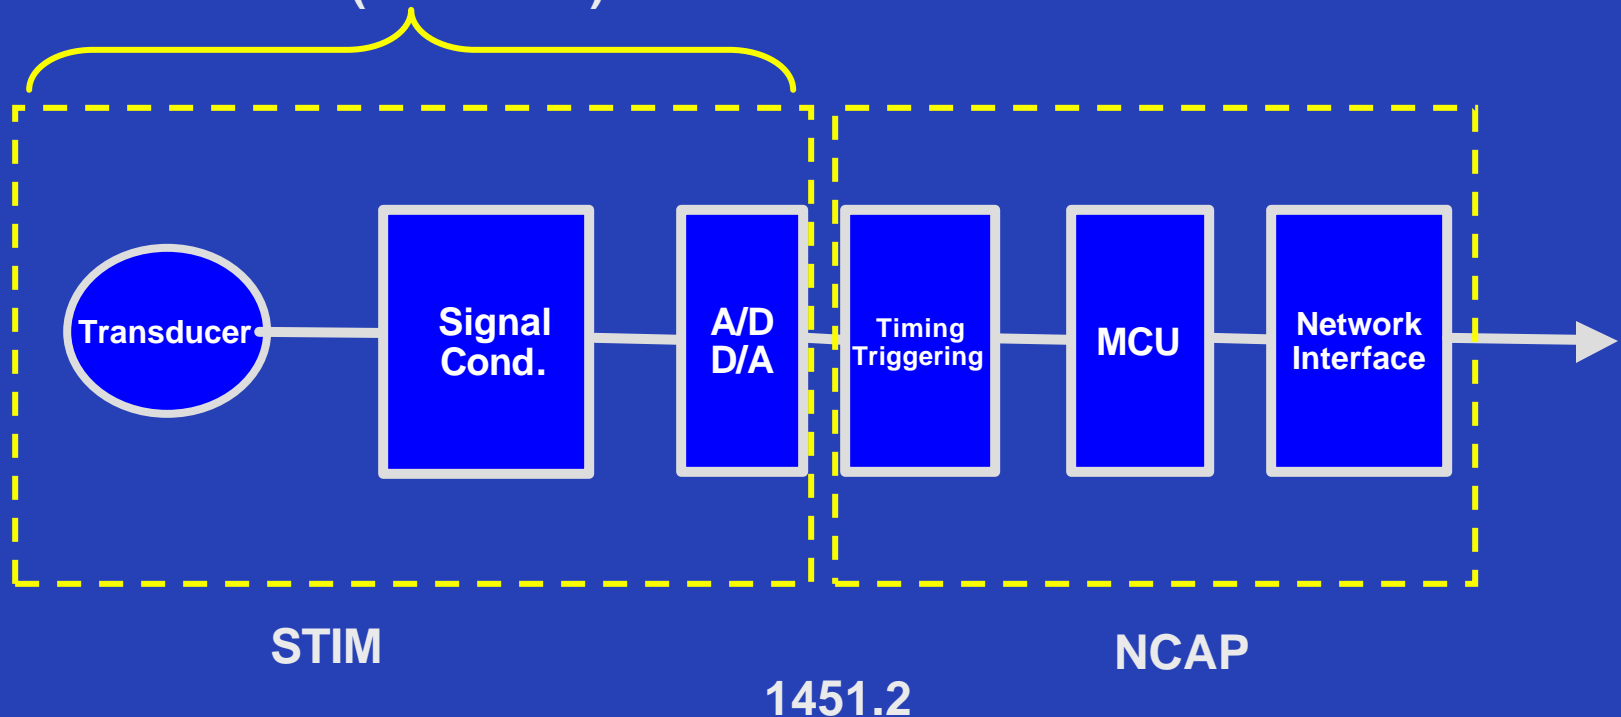 Transducer
Signal
Cond.
A/D
D/A
Timing
Triggering
MCU
Network
Interface
STIM
NCAP
1451.2